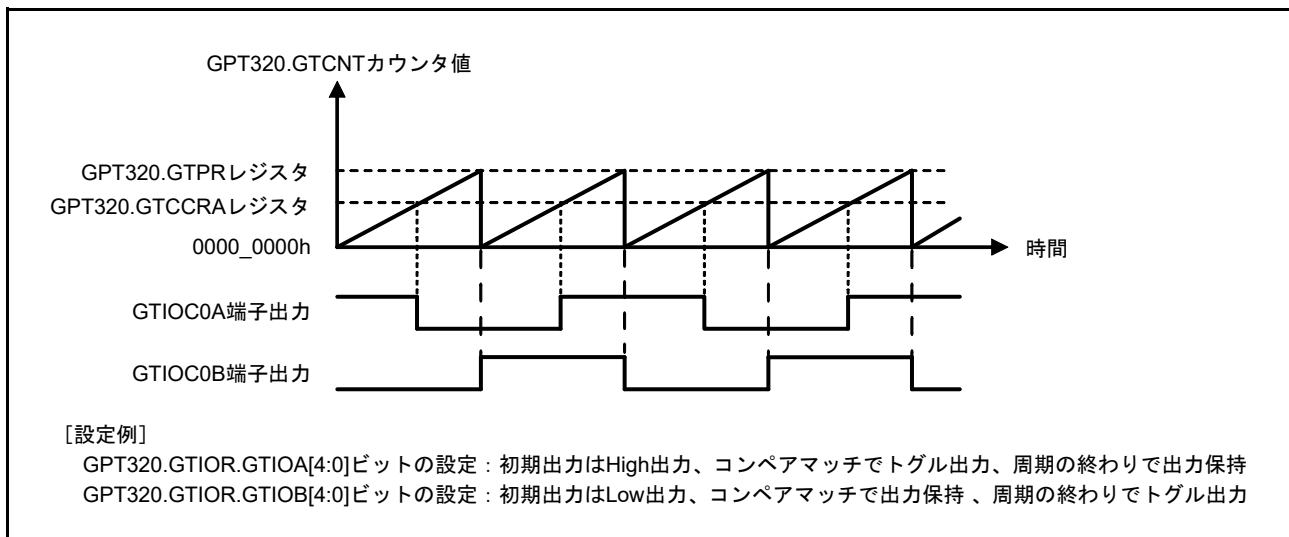 GPT320.GTCNTカウンタ値
GPT320.GTPRレジスタ
GPT320.GTCCRAレジスタ
0000_0000h
時間
GTIOC0A端子出力
GTIOC0B端子出力
［設定例］
GPT320.GTIOR.GTIOA[4:0]ビットの設定：初期出力はHigh出力、コンペアマッチでトグル出力、周期の終わりで出力保持
GPT320.GTIOR.GTIOB[4:0]ビットの設定：初期出力はLow出力、コンペアマッチで出力保持 、周期の終わりでトグル出力